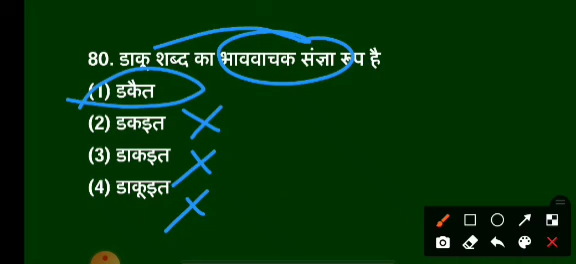 80. डाकू शब्द का भाववाचक संज्ञा रूप है
(1) डकैत
(2) डकइत
(3) डाकइत
(4) डाकूइत